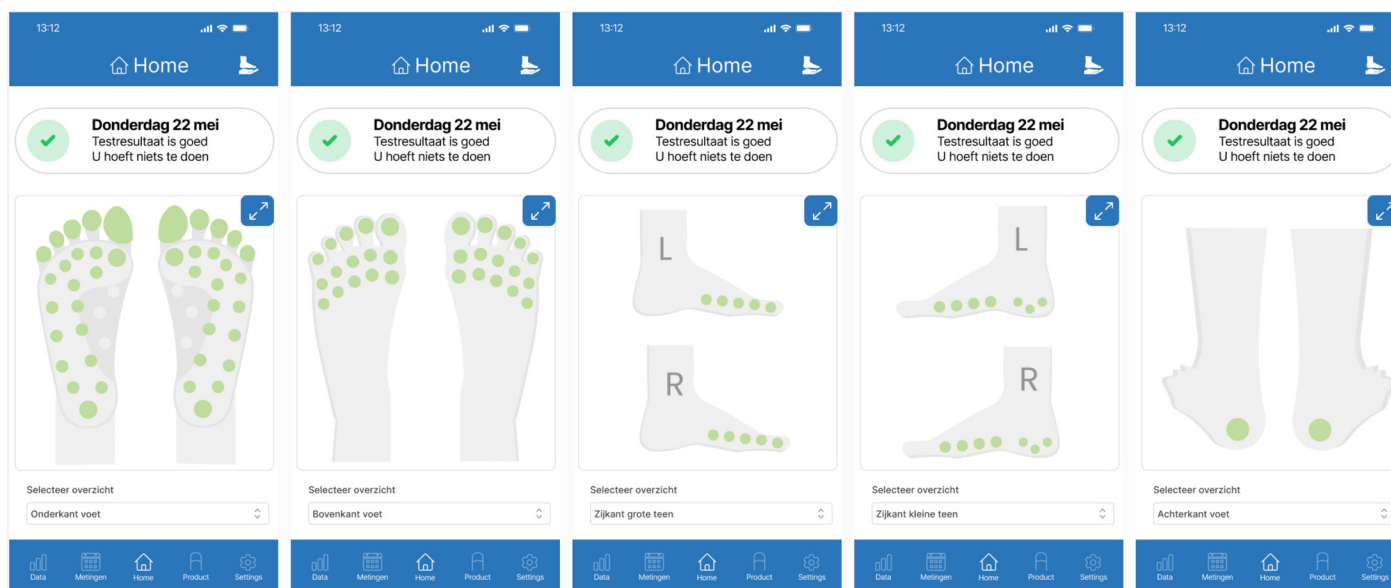 13:12
Home
Donderdag 22 mei
Testresultaat is goed
U hoeft niets te doen
Selecteer overzicht
Onderkant voet
Data Metingen Home Product Settings
13:12
Home
Donderdag 22 mei
Testresultaat is goed
U hoeft niets te doen
Selecteer overzicht
Bovenkant voet
Data Metingen Home Product Settings
13:12
Home
Donderdag 22 mei
Testresultaat is goed
U hoeft niets te doen
L
R
Selecteer overzicht
Zijkant grote teen
Data Metingen Home Product Settings
13:12
Home
Donderdag 22 mei
Testresultaat is goed
U hoeft niets te doen
L
R
Selecteer overzicht
Zijkant kleine teen
Data Metingen Home Product Settings
13:12
Home
Donderdag 22 mei
Testresultaat is goed
U hoeft niets te doen
Selecteer overzicht
Achterkant voet
Data Metingen Home Product Settings